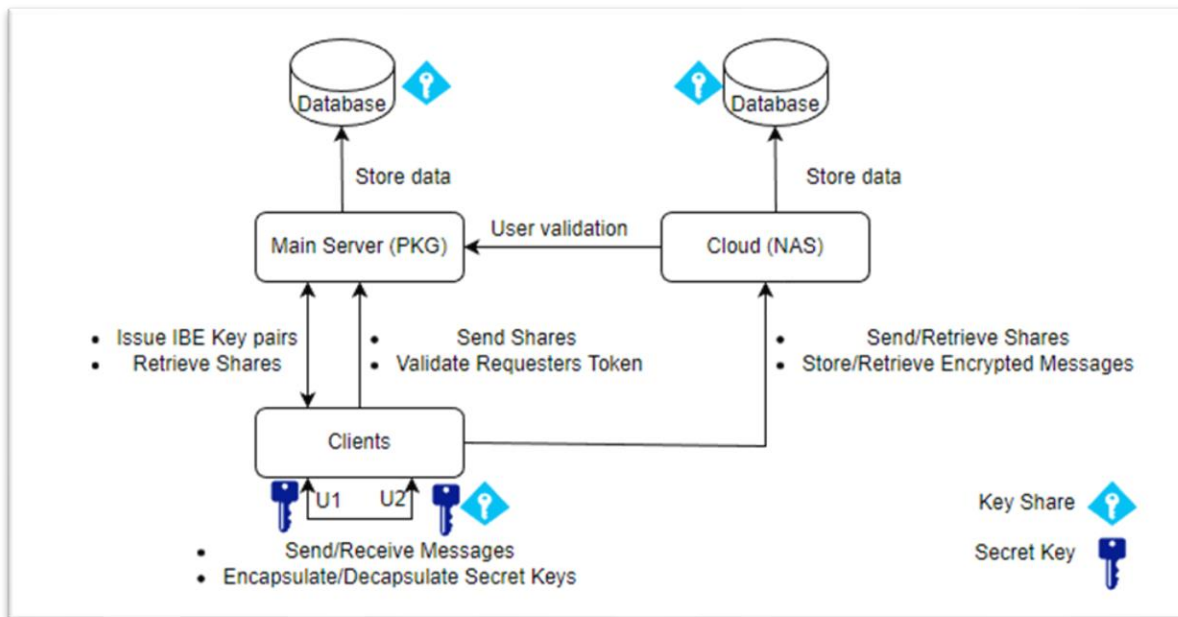 Database
Database
Store data
Store data
Main Server (PKG)
User validation
Cloud (NAS)
• Issue IBE Key pairs
• Retrieve Shares
• Send Shares
• Validate Requesters Token
• Send/Retrieve Shares
• Store/Retrieve Encrypted Messages
Clients
U1
U2
• Send/Receive Messages
• Encapsulate/Decapsulate Secret Keys
Key Share
Secret Key